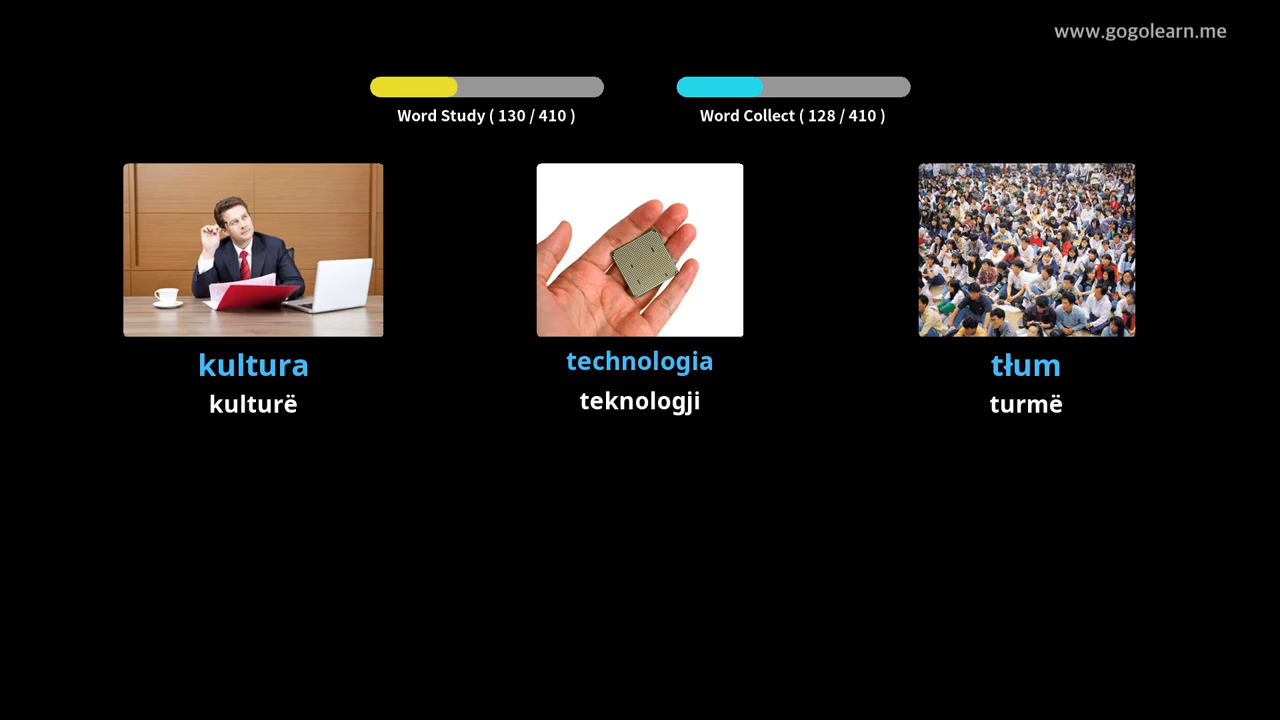 www.gogolearn.me
Word Study ( 130 / 410 )
Word Collect ( 128 / 410 )
kultura
kulturë
technologia
teknologji
tłum
turmë